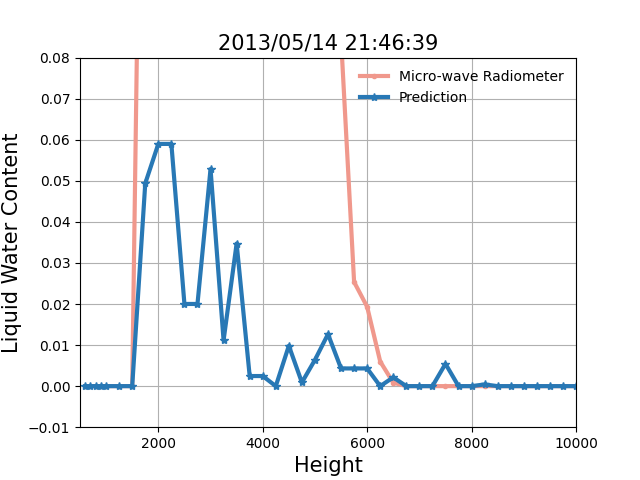 2013/05/14 21:46:39
Micro-wave Radiometer
Prediction
Liquid Water Content
0.08
0.07
0.06
0.05
0.04
0.03
0.02
0.01
0.00
−0.01
2000 4000 6000 8000 10000
Height